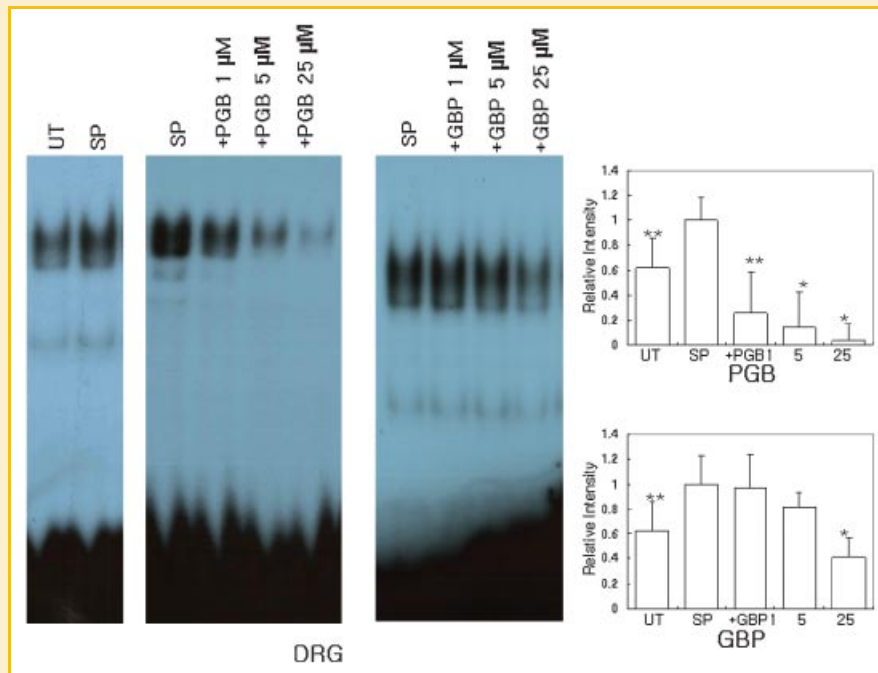 UT
SP
SP
+PGB 1 µM
+PGB 5 µM
+PGB 25 µM
SP
+GBP 1 µM
+GBP 5 µM
+GBP 25 µM
DRG
Relative Intensity
1.4
1.2
1
0.8
0.6
0.4
0.2
0
**
**
*
*
UT SP +PGB1 5 25
PGB
Relative Intensity
1.4
1.2
1
0.8
0.6
0.4
0.2
0
**
*
UT SP +GBP1 5 25
GBP